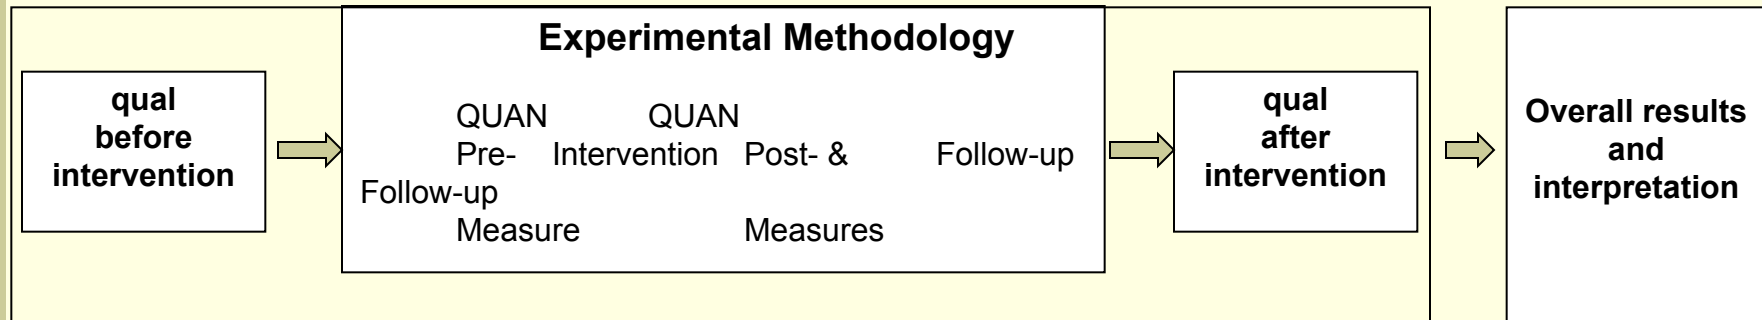 qual
before
intervention
Experimental Methodology
QUAN QUAN
Pre- Intervention Post- & Follow-up
Follow-up
Measure Measures
qual
after
intervention
Overall results
and
interpretation